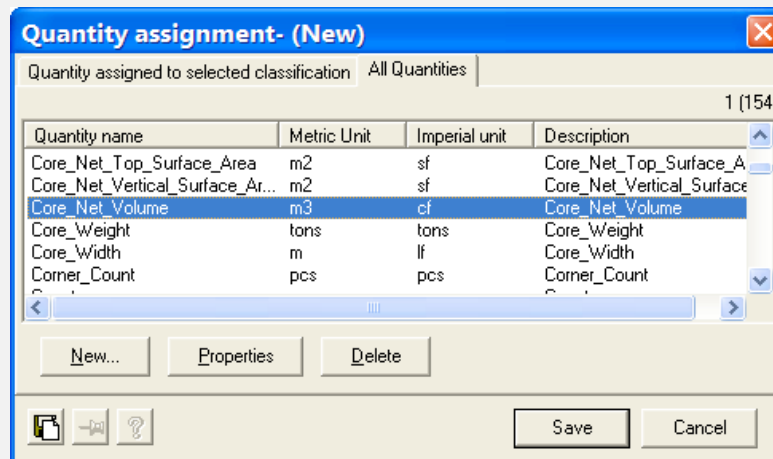 Quantity assignment- (New)
Quantity assigned to selected classification All Quantities
1 (154
Quantity name Metric Unit Imperial unit Description
Core_Net_Top_Surface_Area m2 sf Core_Net_Top_Surface_A
Core_Net_Vertical_Surface_Ar... m2 sf Core_Net_Vertical_Surface
Core_Net_Volume m3 cf Core_Net_Volume
Core_Weight tons tons Core_Weight
Core_Width m lf Core_Width
Corner_Count pcs pcs Corner_Count
New... Properties Delete
Save Cancel